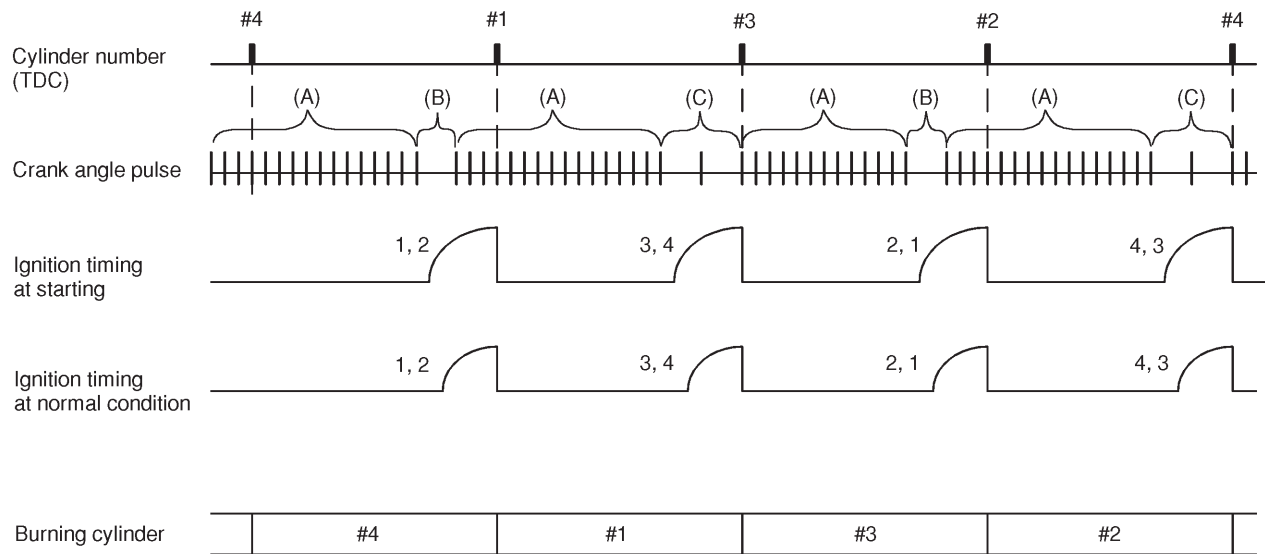 #4 #1 #3 #2 #4
Cylinder number
(TDC)
(A) (B) (A) (C) (A) (B) (A) (C)
Crank angle pulse
1, 2 3, 4 2, 1 4, 3
Ignition timing
at starting
1, 2 3, 4 2, 1 4, 3
Ignition timing
at normal condition
Burning cylinder #4 #1 #3 #2